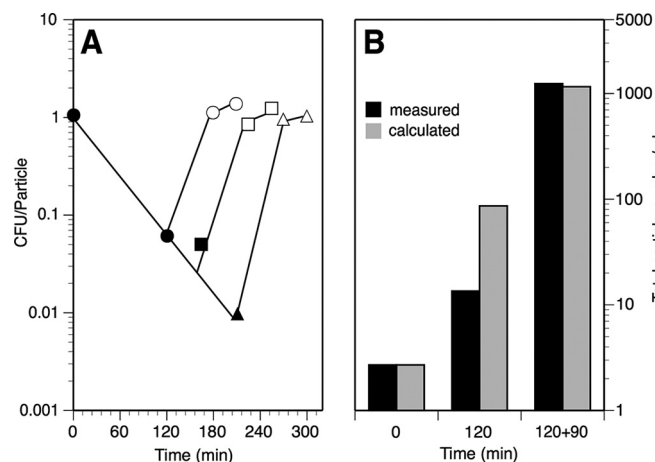 A
10
1
0.1
0.01
0.001
CFU/Particle
0 60 120 180 240 300
Time (min)
B
measured
calculated
5000
1000
100
10
1
0 120 120+90
Time (min)